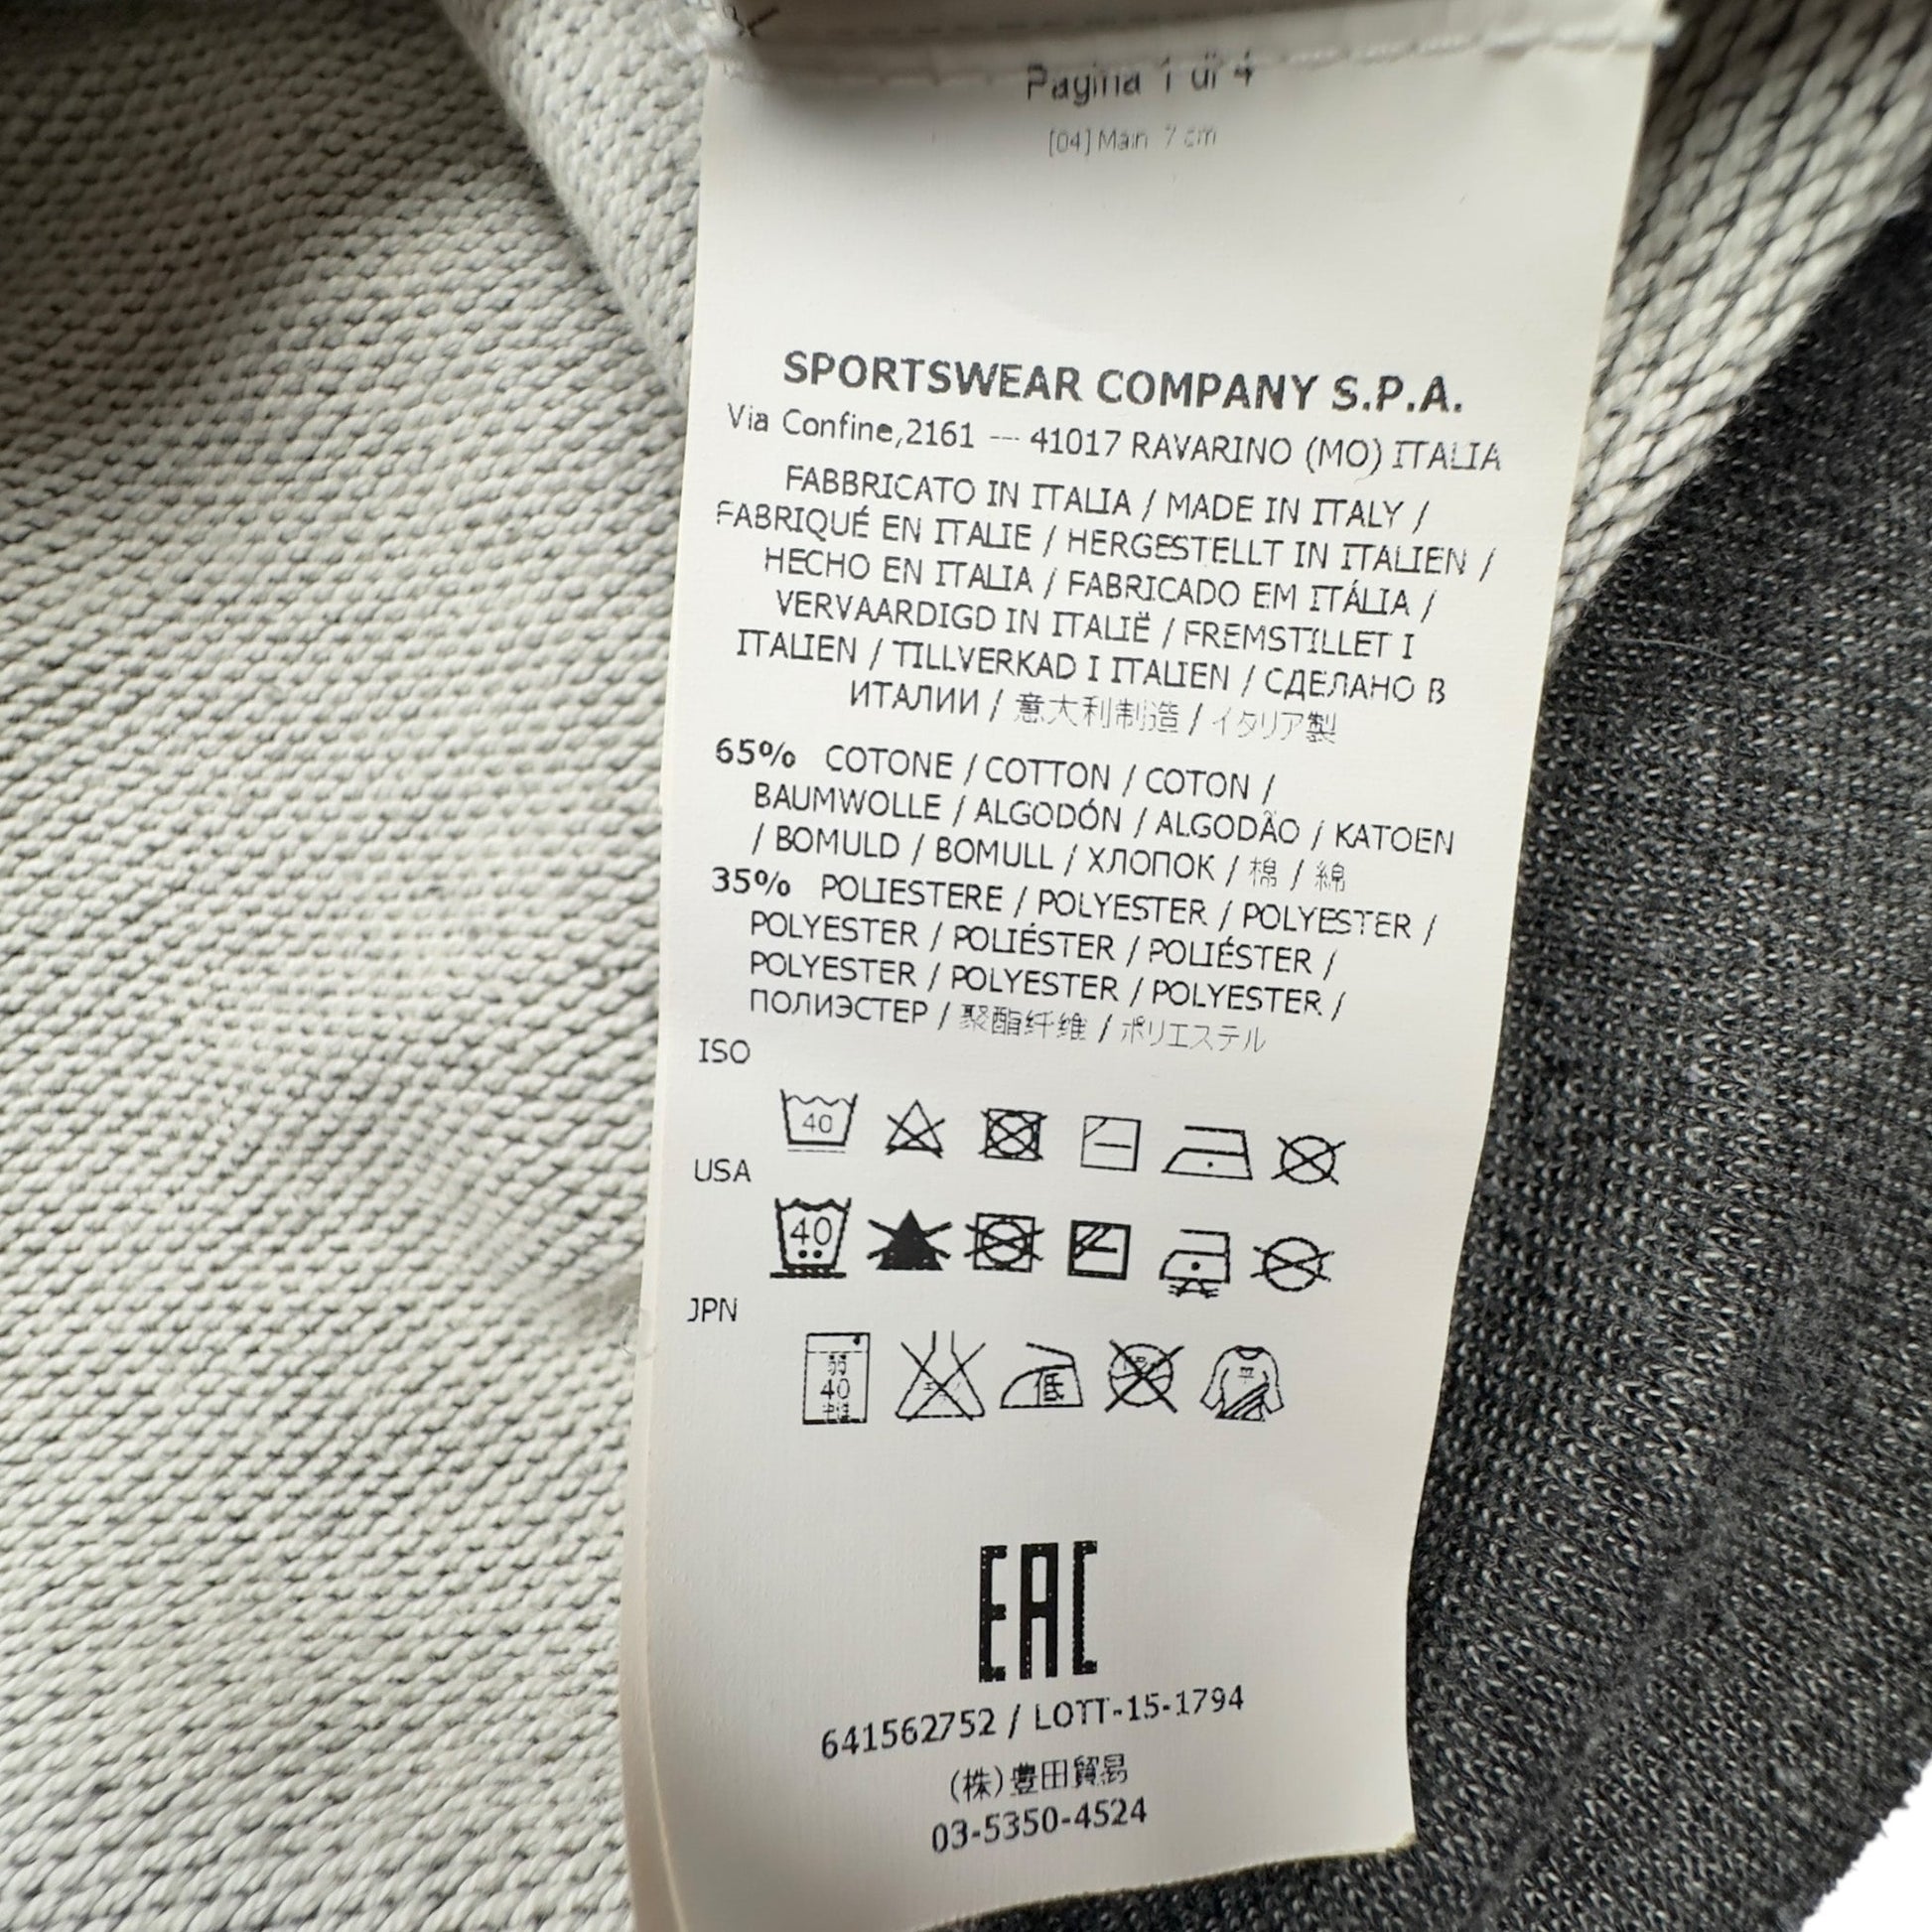 Pagina 1 di 4
[04] Main 7 cm
SPORTSWEAR COMPANY S.P.A.
Via Confine,2161 --- 41017 RAVARINO (MO) ITALIA
FABBRICATO IN ITALIA / MADE IN ITALY /
FABRIQUÉ EN ITALIE / HERGESTELLT IN ITALIEN /
HECHO EN ITALIA / FABRICADO EM ITÁLIA /
VERVAARDIGD IN ITALIË / FREMSTILLET I
ITALIEN / TILLVERKAD I ITALIEN / СДЕЛАНО В
ИТАЛИИ / 意大利制造 / イタリア製
65% COTONE / COTTON / COTON /
BAUMWOLLE / ALGODÓN / ALGODÃO / KATOEN
/ BOMULD / BOMULL / ХЛОПОК / 棉 / 綿
35% POLIESTERE / POLYESTER / POLYESTER /
POLYESTER / POLIÉSTER / POLIÉSTER /
POLYESTER / POLYESTER / POLYESTER /
ПОЛИЭСТЕР / 聚酯纤维 / ポリエステル
ISO
40
USA
40
JPN
弱
40
中性
低
平
EAC
641562752 / LOTT-15-1794
(株)豊田貿易
03-5350-4524